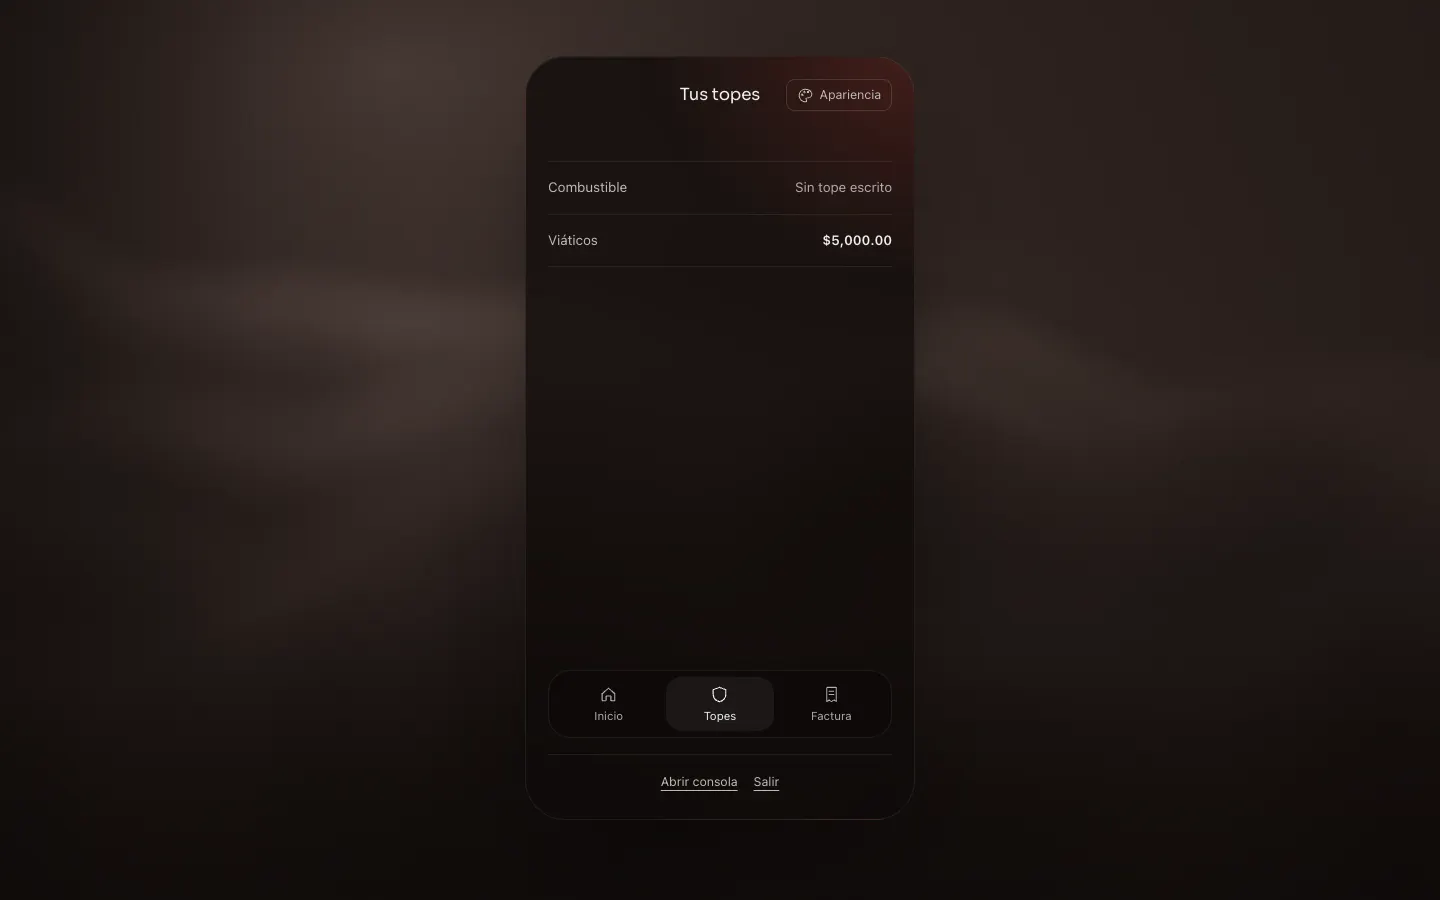 Tus topes
Apariencia
Combustible
Sin tope escrito
Viáticos
$5,000.00
Inicio
Topes
Factura
Abrir consola
Salir